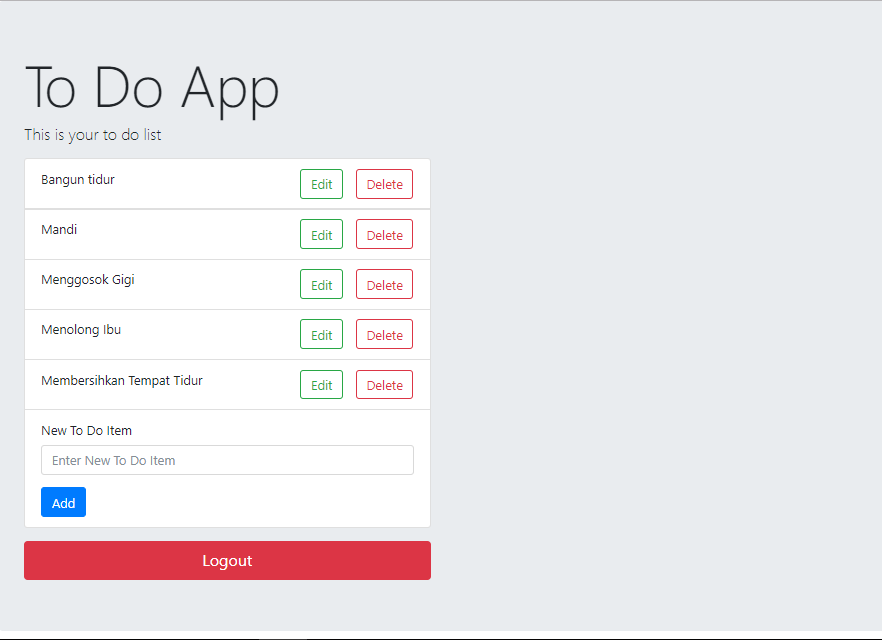 To Do App
This is your to do list
Bangun tidur Edit Delete
Mandi Edit Delete
Menggosok Gigi Edit Delete
Menolong Ibu Edit Delete
Membersihkan Tempat Tidur Edit Delete
New To Do Item
Enter New To Do Item
Add
Logout